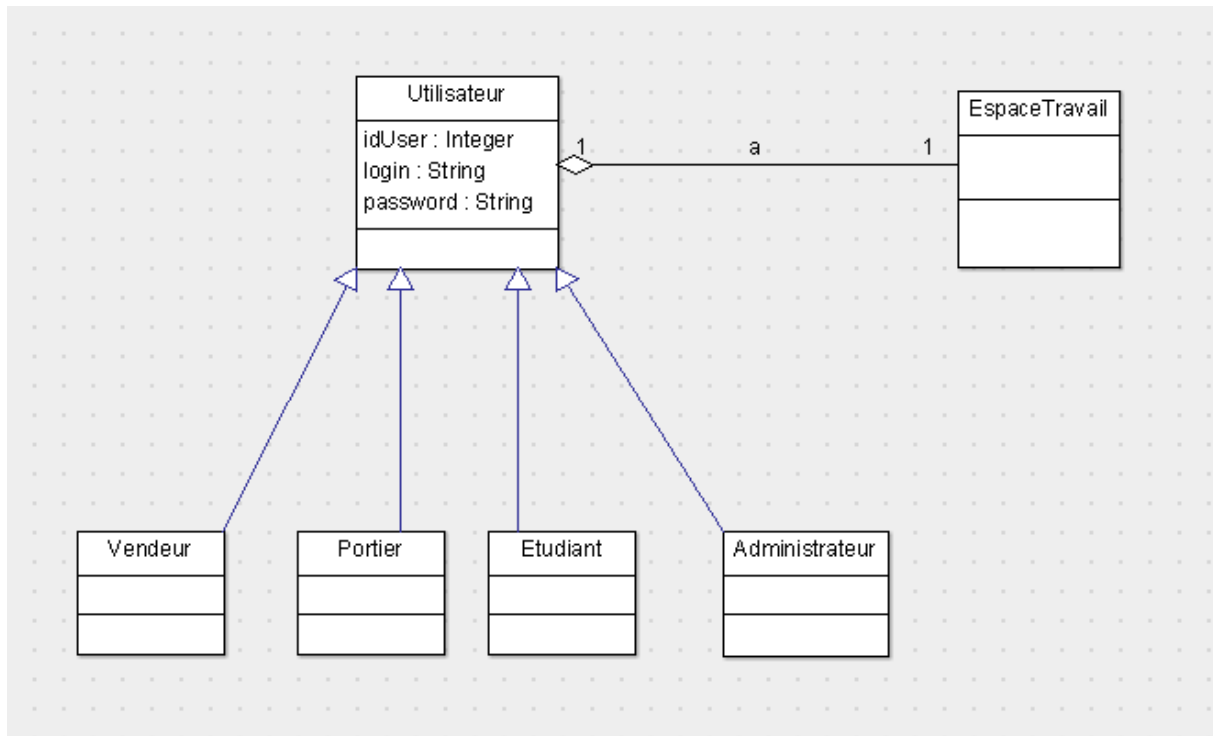 Utilisateur
idUser : Integer
login : String
password : String
1
a
1
EspaceTravail
Vendeur
Portier
Etudiant
Administrateur